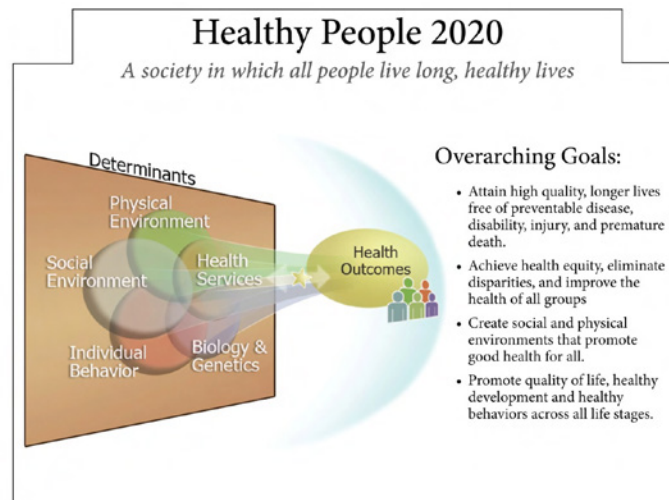 Healthy People 2020
A society in which all people live long, healthy lives
Determinants
Physical
Environment
Social
Environment
Health
Services
Individual
Behavior
Biology &
Genetics
Health
Outcomes
Overarching Goals:
• Attain high quality, longer lives
free of preventable disease,
disability, injury, and premature
death.
• Achieve health equity, eliminate
disparities, and improve the
health of all groups
• Create social and physical
environments that promote
good health for all.
• Promote quality of life, healthy
development and healthy
behaviors across all life stages.